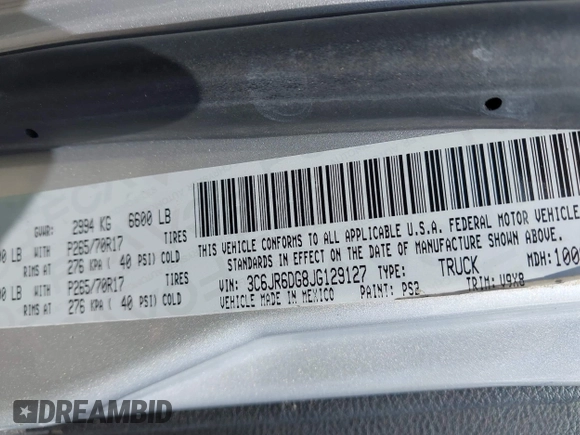 GVWR: 2994 KG 6600 LB
00 LB WITH P265/70R17 TIRES
RIMS AT 276 KPA ( 40 PSI) COLD
00 LB WITH P265/70R17 TIRES
RIMS AT 276 KPA ( 40 PSI) COLD
THIS VEHICLE CONFORMS TO ALL APPLICABLE U.S.A. FEDERAL MOTOR VEHICLE
STANDARDS IN EFFECT ON THE DATE OF MANUFACTURE SHOWN ABOVE.
VIN: 3C6JR6DG8JG129127 TYPE: TRUCK MDH: 100
VEHICLE MADE IN MEXICO PAINT: PS2 TRIM: V9X8
DREAMBID